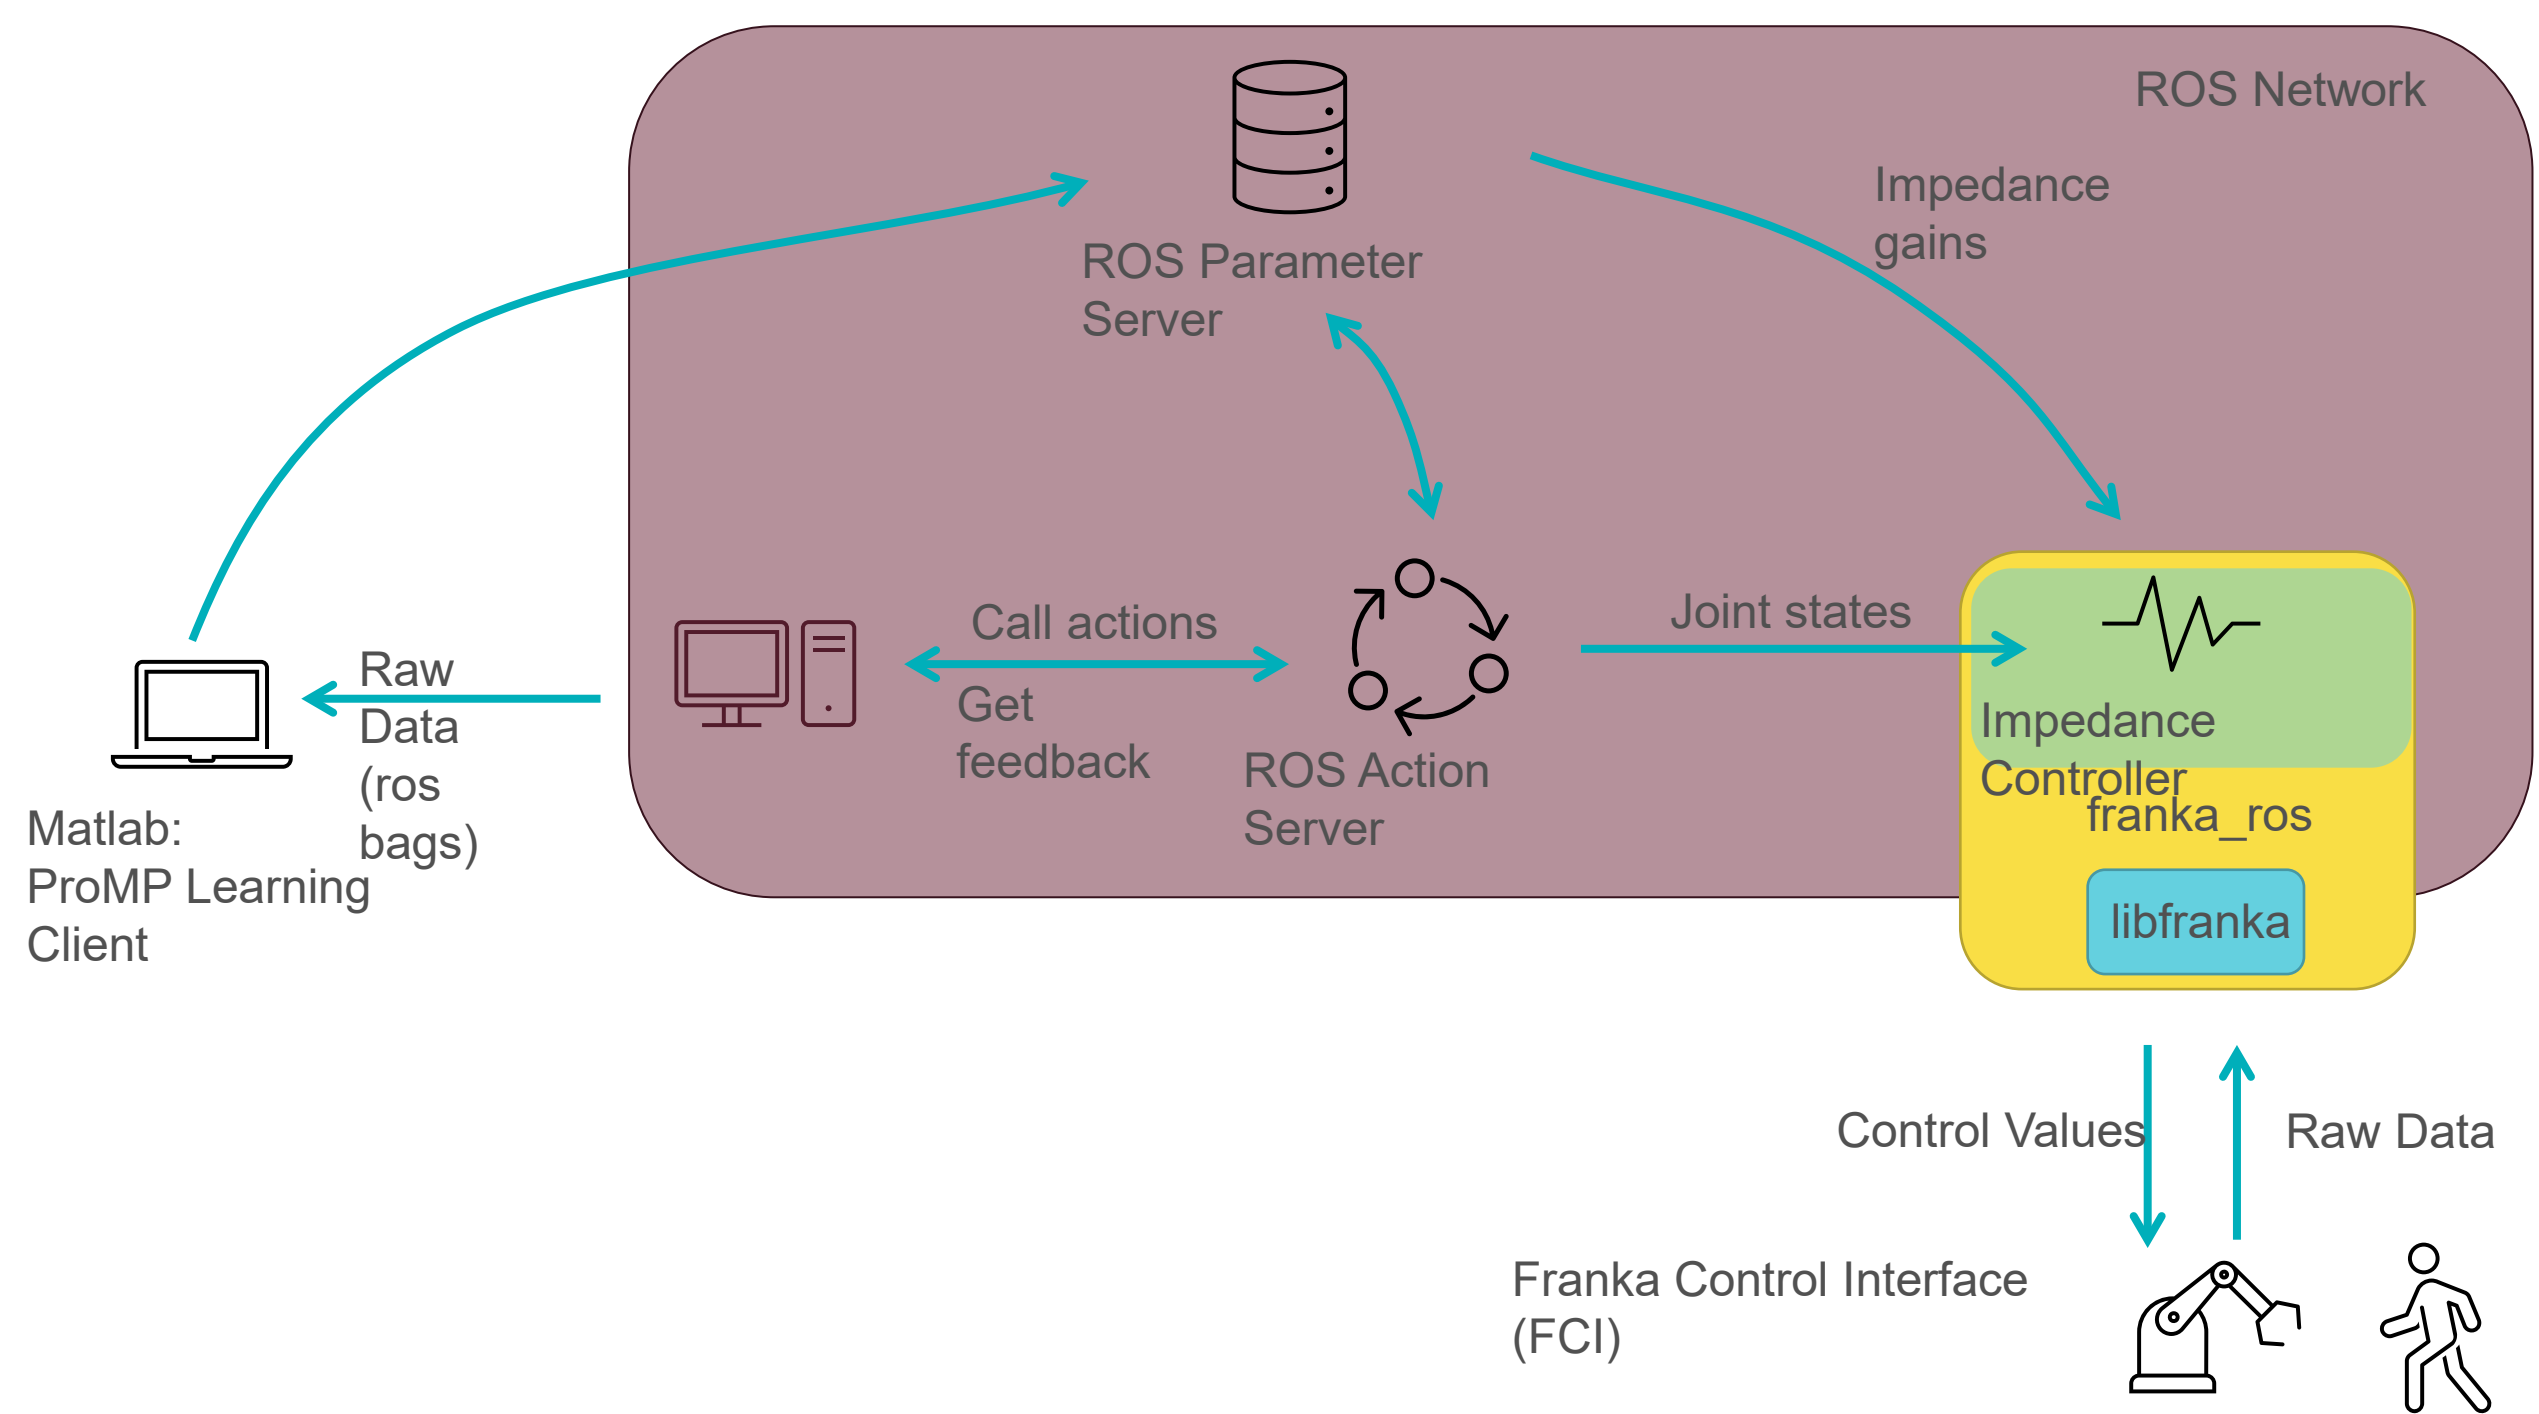 ROS Network
Impedance
gains
ROS Parameter
Server
Call actions
Get
feedback
Joint states
Raw
Data
(ros
bags)
Matlab:
ProMP Learning
Client
ROS Action
Server
Impedance
Controller
franka_ros
libfranka
Control Values
Raw Data
Franka Control Interface
(FCI)